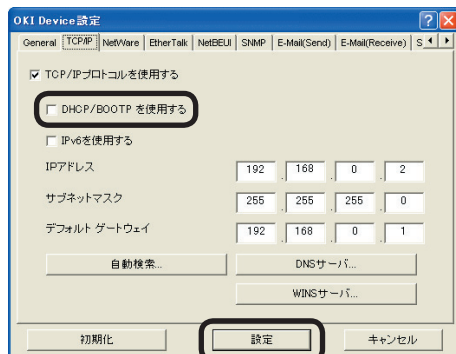 OKI Device設定
General TCP/IP NetWare EtherTalk NetBEUI SNMP E-Mail(Send) E-Mail(Receive) S
TCP/IPプロトコルを使用する
DHCP/BOOTP を使用する
IPv6を使用する
IPアドレス 192 . 168 . 0 . 2
サブネットマスク 255 . 255 . 255 . 0
デフォルト ゲートウェイ 192 . 168 . 0 . 1
自動検索... DNSサーバ...
WINSサーバ...
初期化 設定 キャンセル